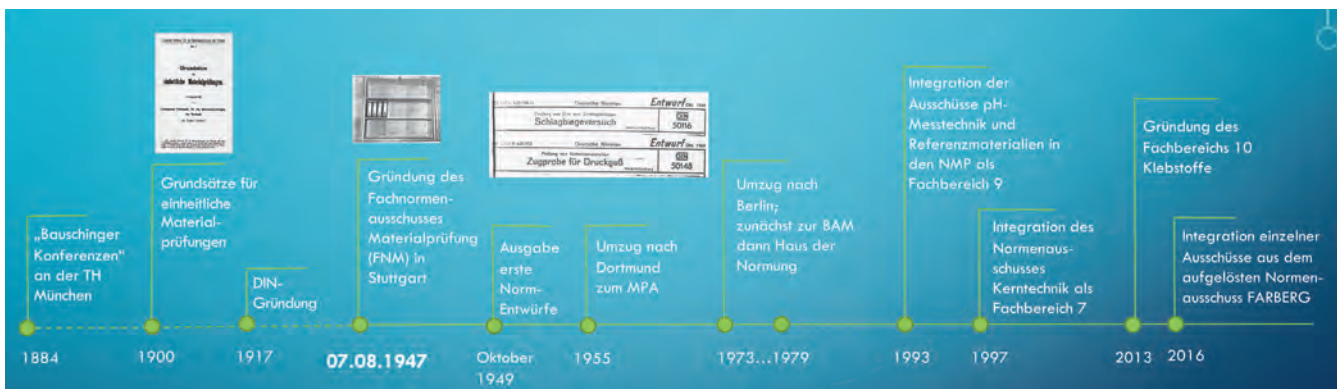 Grundsätze
einheitliche Materialprüfungen.
Entwurf
Schlagbiegeversuch
DIN
50116
Entwurf
Zugprobe für Druckguß
DIN
50148
„Bauschinger
Konferenzen"
an der TH
München
Grundsätze für
einheitliche
Material-
prüfungen
DIN-
Gründung
Gründung des
Fachnormen-
ausschusses
Materialprüfung
(FNM) in
Stuttgart
Ausgabe
erste
Norm-
Entwürfe
Umzug nach
Dortmund
zum MPA
Umzug nach
Berlin;
zunächst zur BAM
dann Haus der
Normung
Integration der
Ausschüsse pH-
Messtechnik und
Referenzmaterialien in
den NMP als
Fachbereich 9
Integration des
Normenaus-
schusses
Kerntechnik als
Fachbereich 7
Gründung des
Fachbereichs 10
Klebstoffe
Integration einzelner
Ausschüsse aus dem
aufgelösten Normen-
ausschuss FARBERG
1884
1900
1917
07.08.1947
Oktober
1949
1955
1973...1979
1993
1997
2013
2016